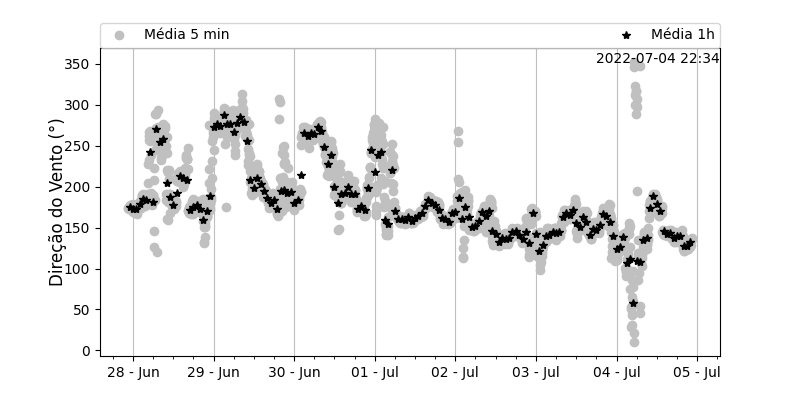 Média 5 min
Média 1h
2022-07-04 22:34
Direção do Vento (°)
350
300
250
200
150
100
50
0
28 - Jun
29 - Jun
30 - Jun
01 - Jul
02 - Jul
03 - Jul
04 - Jul
05 - Jul